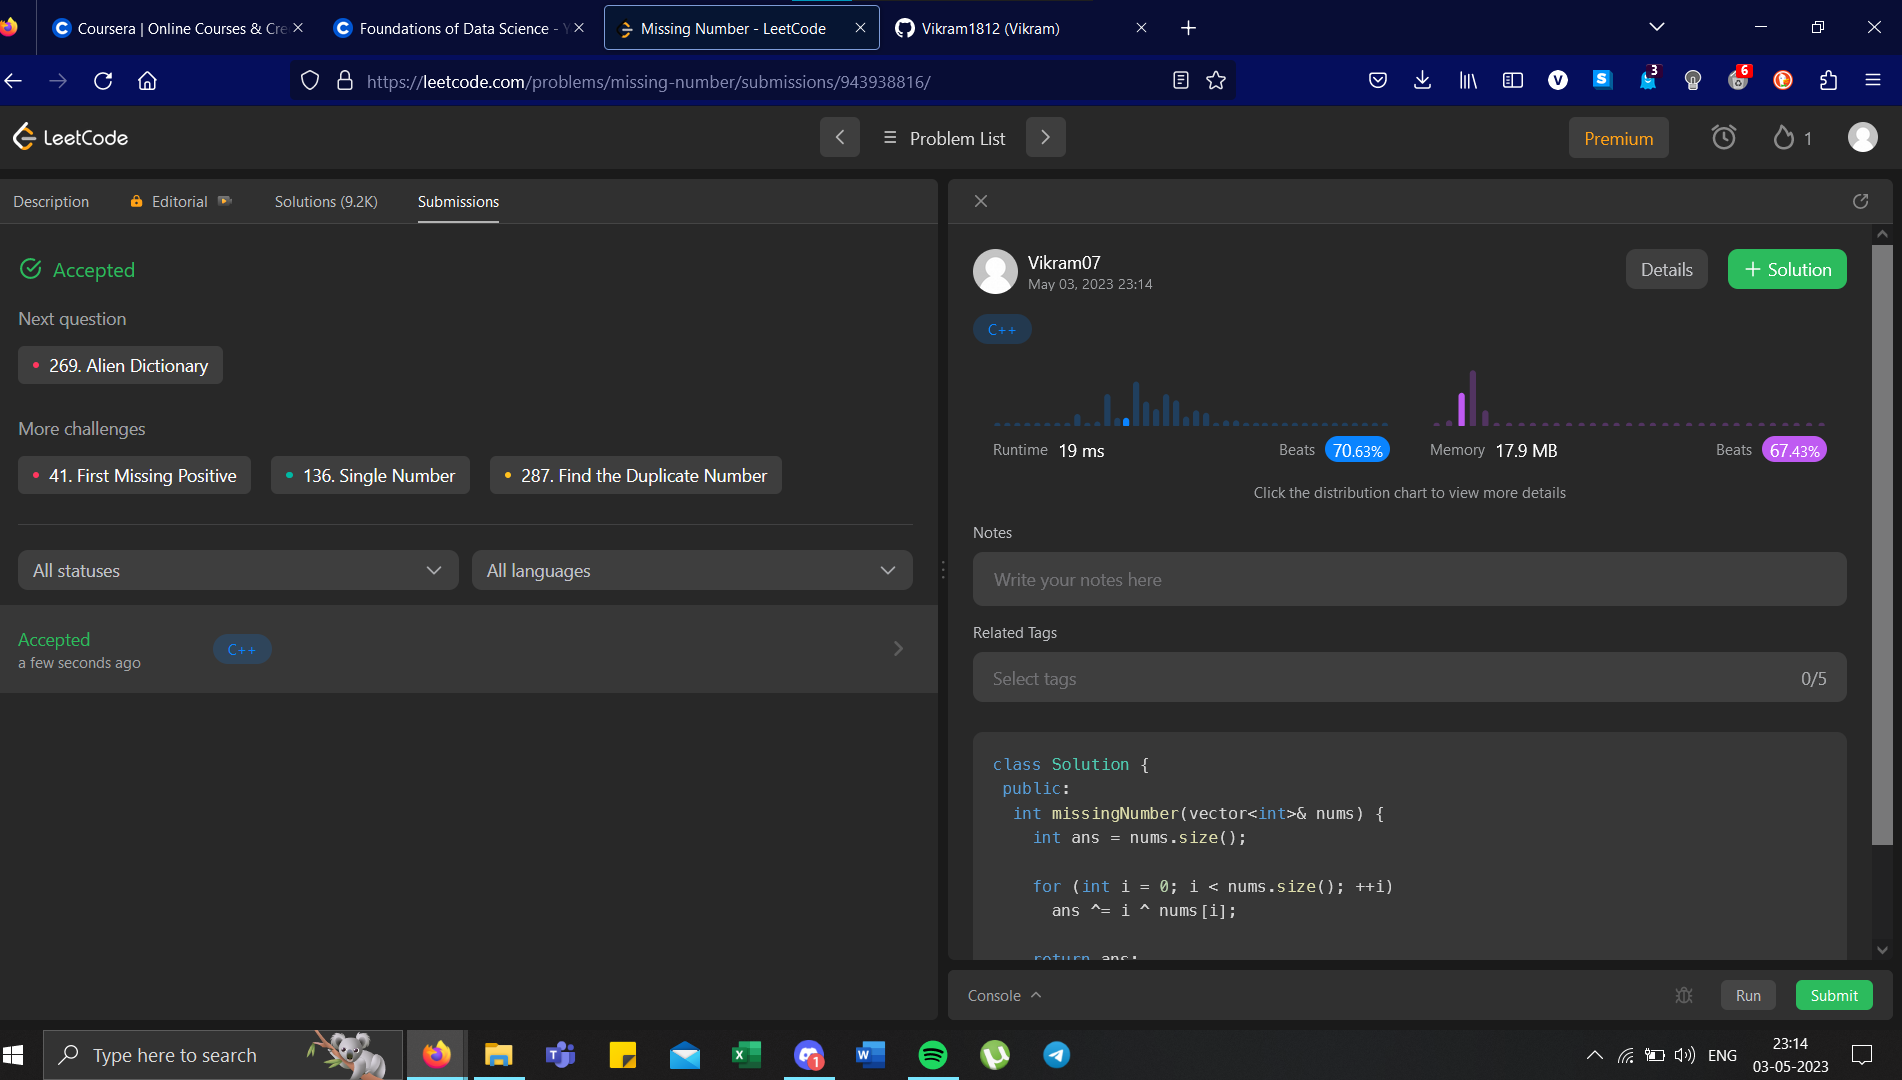 Coursera | Online Courses & Cre
Foundations of Data Science -
Missing Number - LeetCode
Vikram1812 (Vikram)
https://leetcode.com/problems/missing-number/submissions/943938816/
V
S
3
6
LeetCode
Problem List
Premium
1
Description
Editorial
Solutions (9.2K)
Submissions
Accepted
Next question
269. Alien Dictionary
More challenges
41. First Missing Positive
136. Single Number
287. Find the Duplicate Number
All statuses
All languages
Accepted
C++
a few seconds ago
Vikram07
May 03, 2023 23:14
Details
+ Solution
C++
Runtime 19 ms
Beats 70.63%
Memory 17.9 MB
Beats 67.43%
Click the distribution chart to view more details
Notes
Write your notes here
Related Tags
Select tags
0/5
class Solution {
public:
int missingNumber(vector<int>& nums) {
int ans = nums.size();
for (int i = 0; i < nums.size(); ++i)
ans ^= i ^ nums[i];
return ans;
Console
Run
Submit
Type here to search
1
ENG
23:14
03-05-2023